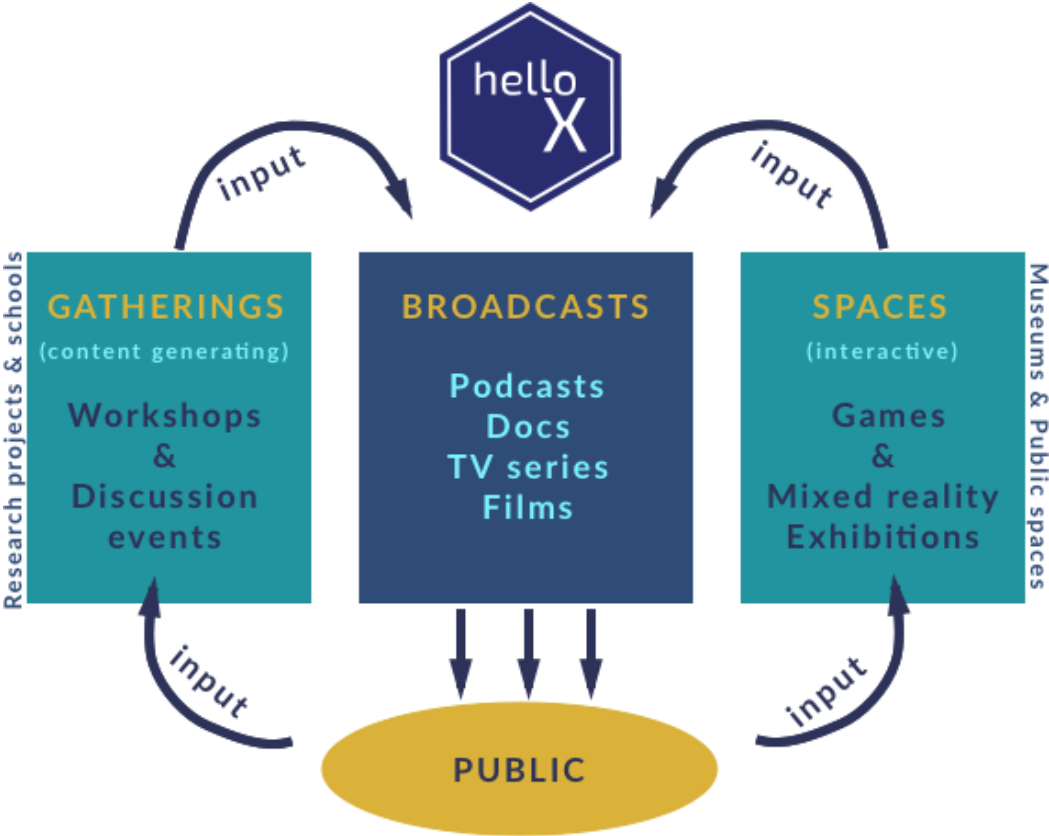 hello
X
input
input
Research projects & schools
GATHERINGS
(content generating)
Workshops
&
Discussion
events
BROADCASTS
Podcasts
Docs
TV series
Films
SPACES
(interactive)
Games
&
Mixed reality
Exhibitions
Museums & Public spaces
input
input
PUBLIC